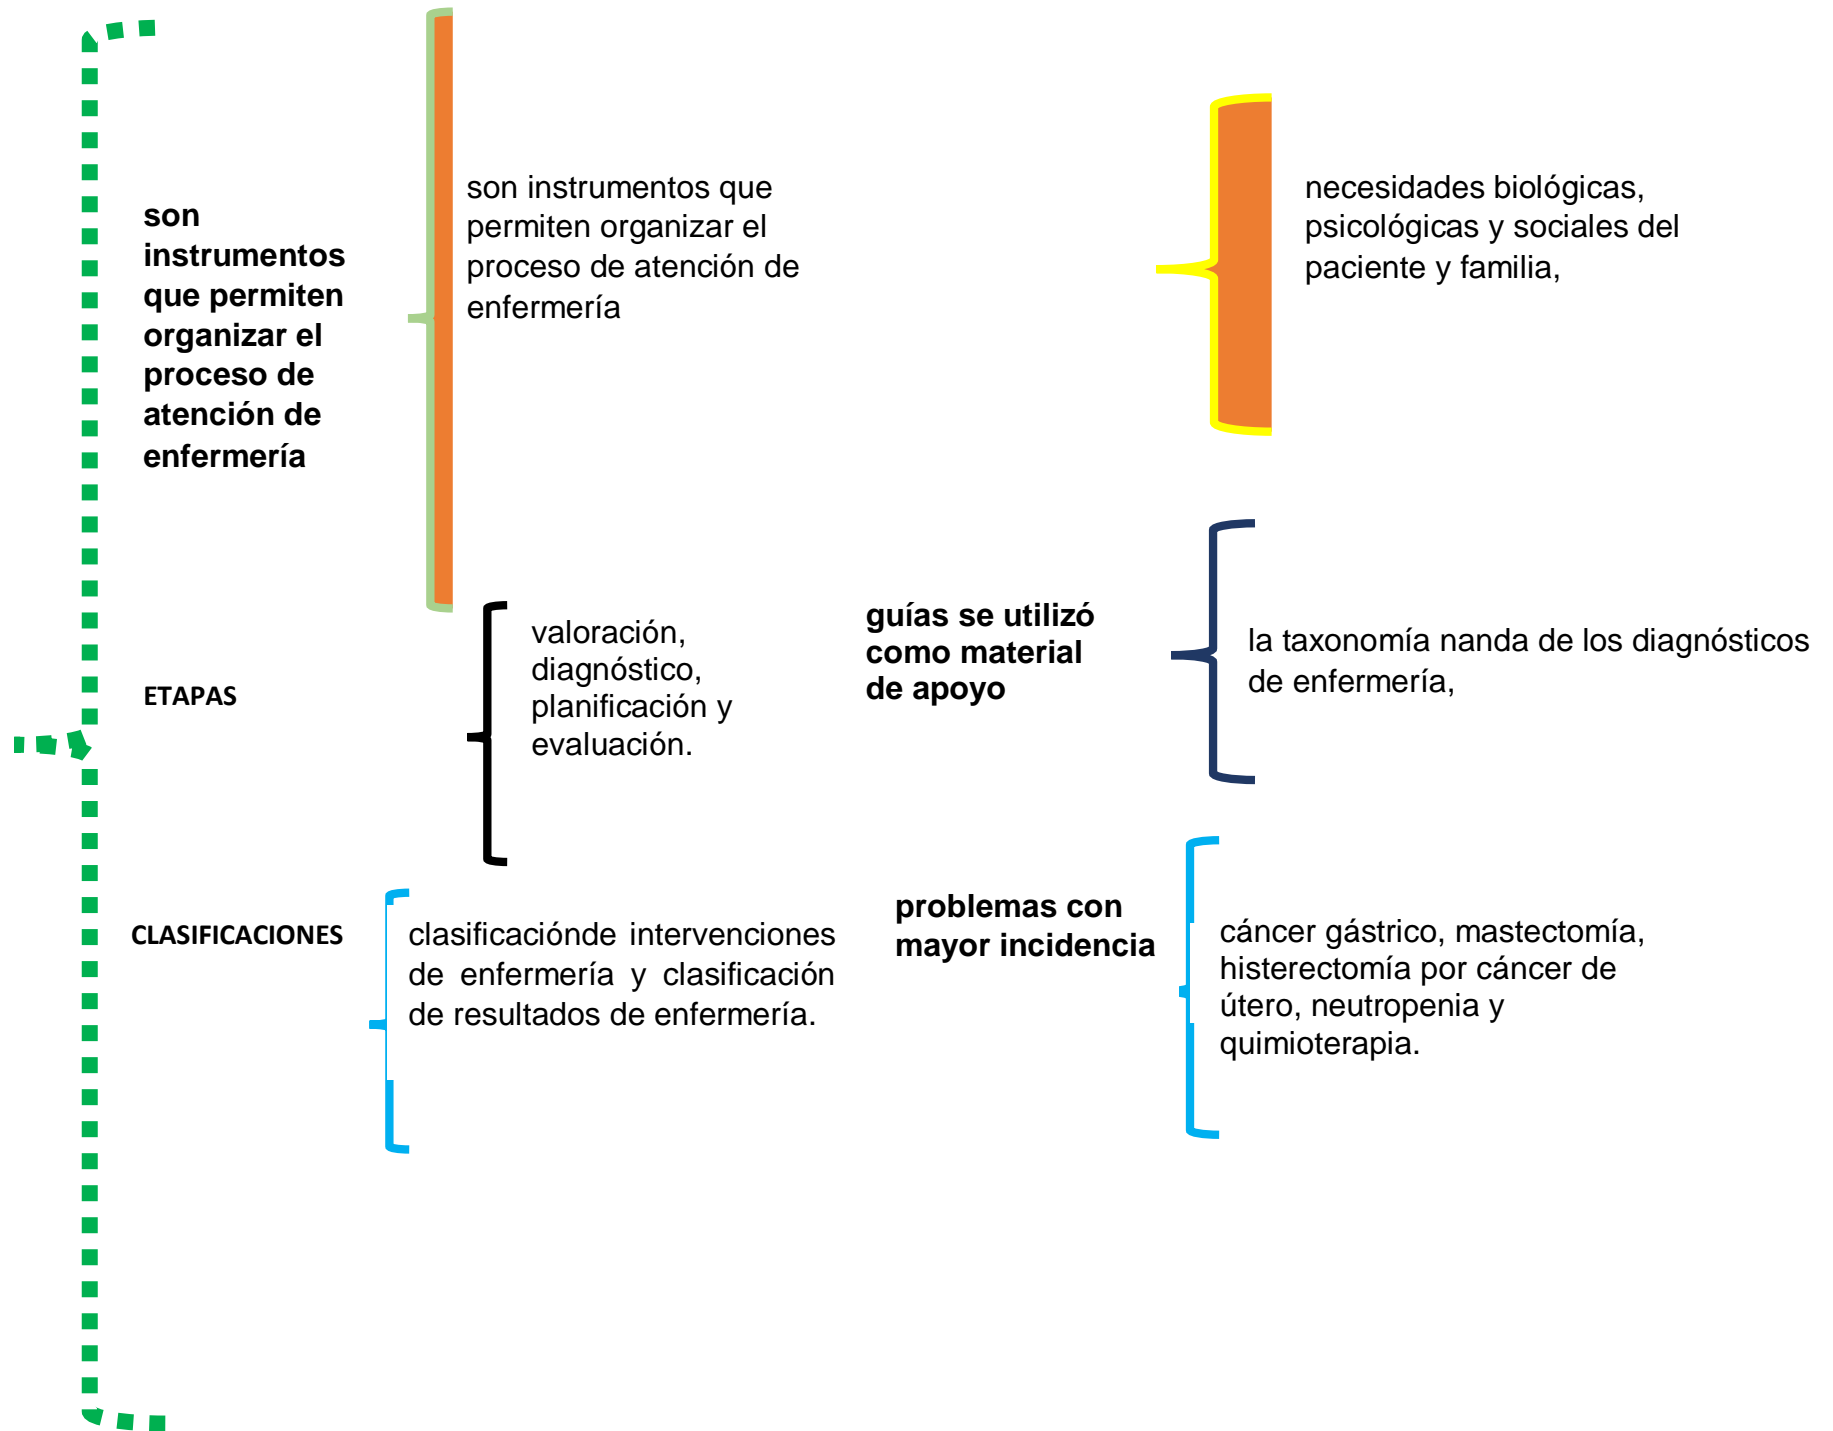 son
instrumentos
que permiten
organizar el
proceso de
atención de
enfermería
son instrumentos que
permiten organizar el
proceso de atención de
enfermería
necesidades biológicas,
psicológicas y sociales del
paciente y familia,
ETAPAS
valoración,
diagnóstico,
planificación y
evaluación.
guías se utilizó
como material
de apoyo
la taxonomía nanda de los diagnósticos
de enfermería,
CLASIFICACIONES
clasificaciónde intervenciones
de enfermería y clasificación
de resultados de enfermería.
problemas con
mayor incidencia
cáncer gástrico, mastectomía,
histerectomía por cáncer de
útero, neutropenia y
quimioterapia.